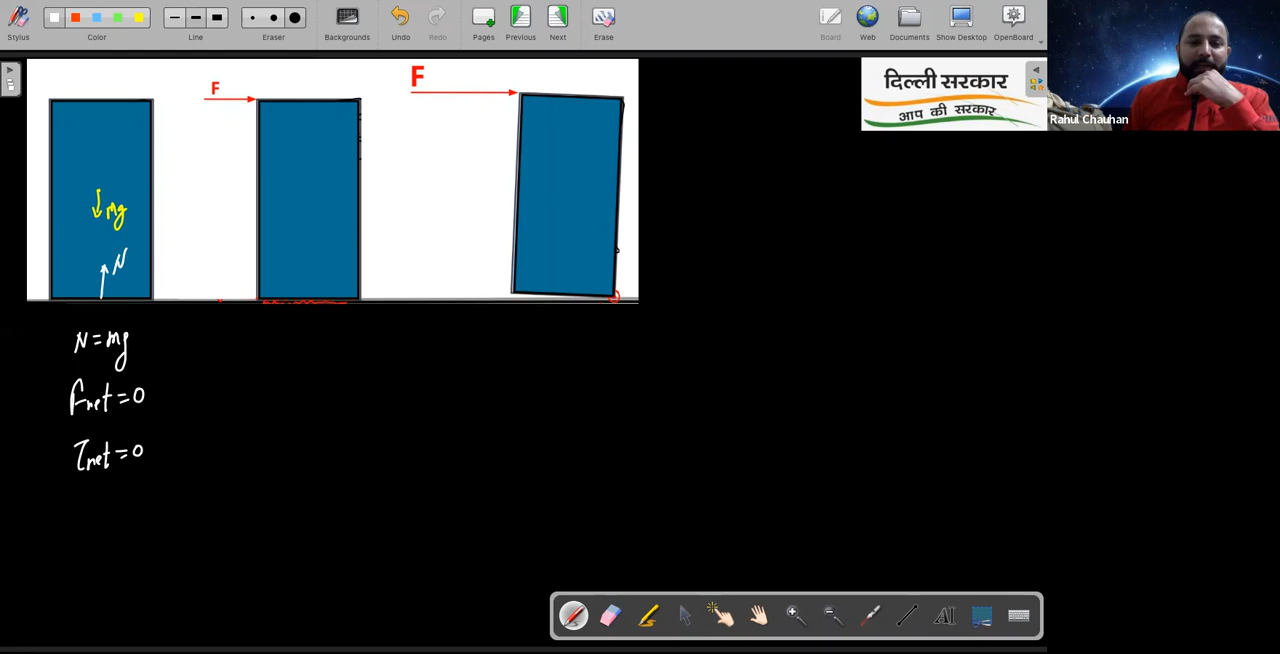 Stylus
Color
Line
Eraser
Backgrounds
Undo
Redo
Pages
Previous
Next
Erase
Board
Web
Documents
Show Desktop
OpenBoard
F
F
mg
N
N = mg
Fnet = 0
τnet = 0
दिल्ली सरकार
आप की सरकार
Rahul Chauhan
AI